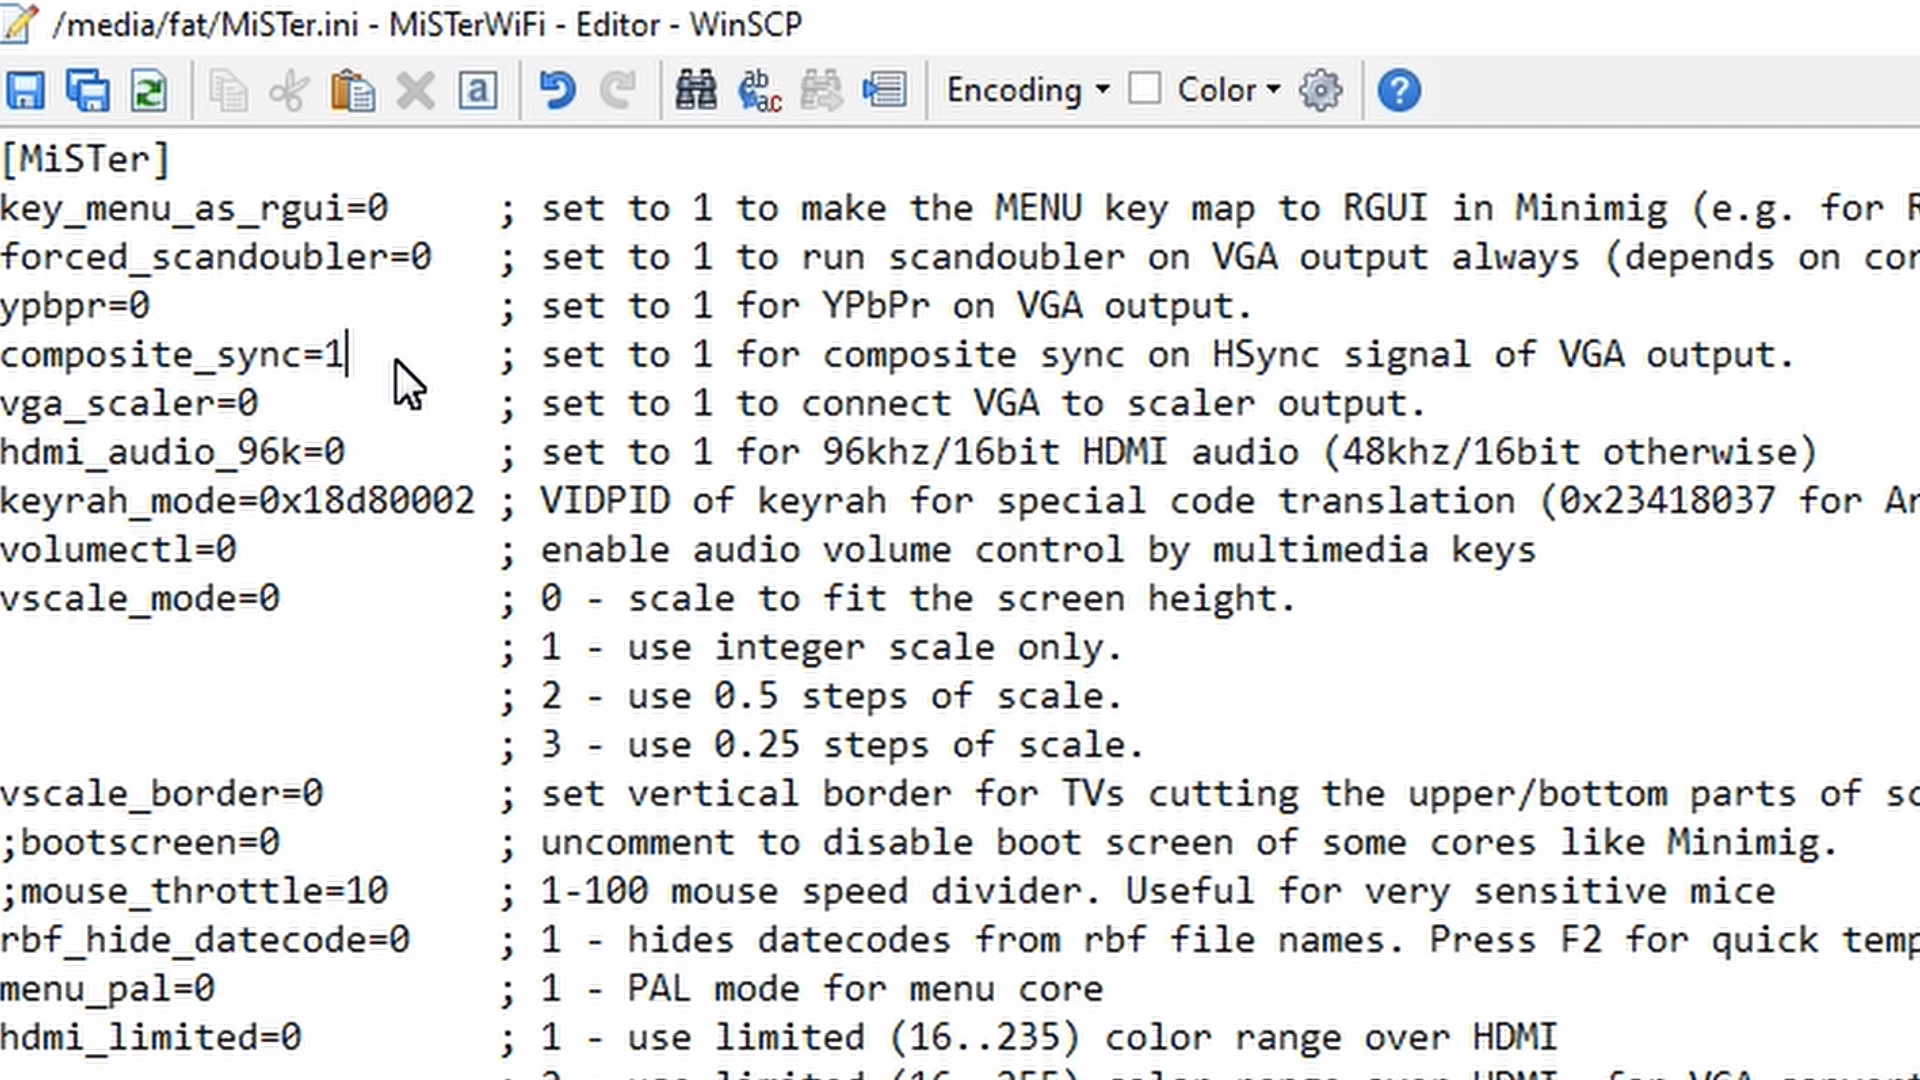 /media/fat/MiSTer.ini - MiSTerWiFi - Editor - WinSCP
Encoding Color
[MiSTer]
key_menu_as_rgui=0 ; set to 1 to make the MENU key map to RGUI in Minimig (e.g. for
forced_scandoubler=0 ; set to 1 to run scandoubler on VGA output always (depends on
ypbpr=0 ; set to 1 for YPbPr on VGA output.
composite_sync=1 ; set to 1 for composite sync on HSync signal of VGA output.
vga_scaler=0 ; set to 1 to connect VGA to scaler output.
hdmi_audio_96k=0 ; set to 1 for 96khz/16bit HDMI audio (48khz/16bit otherwise)
keyrah_mode=0x18d80002 ; VIDPID of keyrah for special code translation (0x23418037 for
volumectl=0 ; enable audio volume control by multimedia keys
vscale_mode=0 ; 0 - scale to fit the screen height.
; 1 - use integer scale only.
; 2 - use 0.5 steps of scale.
; 3 - use 0.25 steps of scale.
vscale_border=0 ; set vertical border for TVs cutting the upper/bottom parts of
;bootscreen=0 ; uncomment to disable boot screen of some cores like Minimig.
;mouse_throttle=10 ; 1-100 mouse speed divider. Useful for very sensitive mice
rbf_hide_datecode=0 ; 1 - hides datecodes from rbf file names. Press F2 for quick temp
menu_pal=0 ; 1 - PAL mode for menu core
hdmi_limited=0 ; 1 - use limited (16..235) color range over HDMI